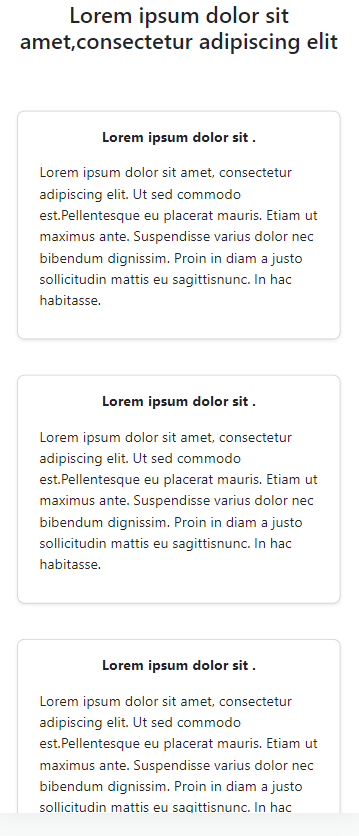 Lorem ipsum dolor sit
amet,consectetur adipiscing elit
Lorem ipsum dolor sit .
Lorem ipsum dolor sit amet, consectetur
adipiscing elit. Ut sed commodo
est.Pellentesque eu placerat mauris. Etiam ut
maximus ante. Suspendisse varius dolor nec
bibendum dignissim. Proin in diam a justo
sollicitudin mattis eu sagittisnunc. In hac
habitasse.
Lorem ipsum dolor sit .
Lorem ipsum dolor sit amet, consectetur
adipiscing elit. Ut sed commodo
est.Pellentesque eu placerat mauris. Etiam ut
maximus ante. Suspendisse varius dolor nec
bibendum dignissim. Proin in diam a justo
sollicitudin mattis eu sagittisnunc. In hac
habitasse.
Lorem ipsum dolor sit .
Lorem ipsum dolor sit amet, consectetur
adipiscing elit. Ut sed commodo
est.Pellentesque eu placerat mauris. Etiam ut
maximus ante. Suspendisse varius dolor nec
bibendum dignissim. Proin in diam a justo
sollicitudin mattis eu sagittisnunc. In hac